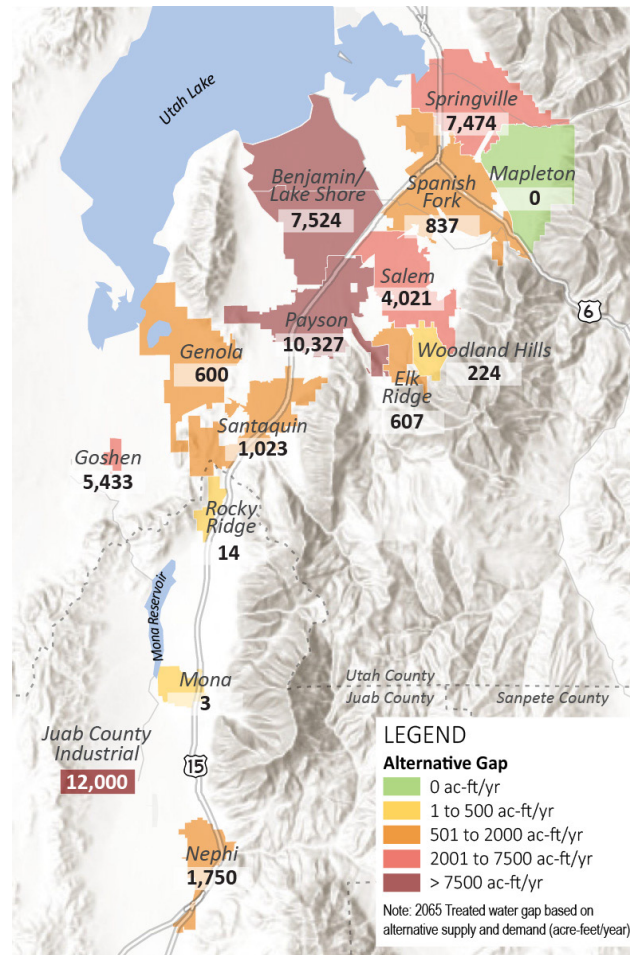 Utah Lake
Springville
7,474
Mapleton
0
Benjamin/
Lake Shore
7,524
Spanish
Fork
837
Salem
4,021
6
Payson
10,327
Genola
600
Woodland Hills
224
Elk
Ridge
607
Santaquin
1,023
Goshen
5,433
Rocky
Ridge
14
Mona Reservoir
Mona
3
Utah County
Juab County
Sanpete County
Juab County
Industrial
12,000
15
Nephi
1,750
LEGEND
Alternative Gap
0 ac-ft/yr
1 to 500 ac-ft/yr
501 to 2000 ac-ft/yr
2001 to 7500 ac-ft/yr
> 7500 ac-ft/yr
Note: 2065 Treated water gap based on
alternative supply and demand (acre-feet/year)